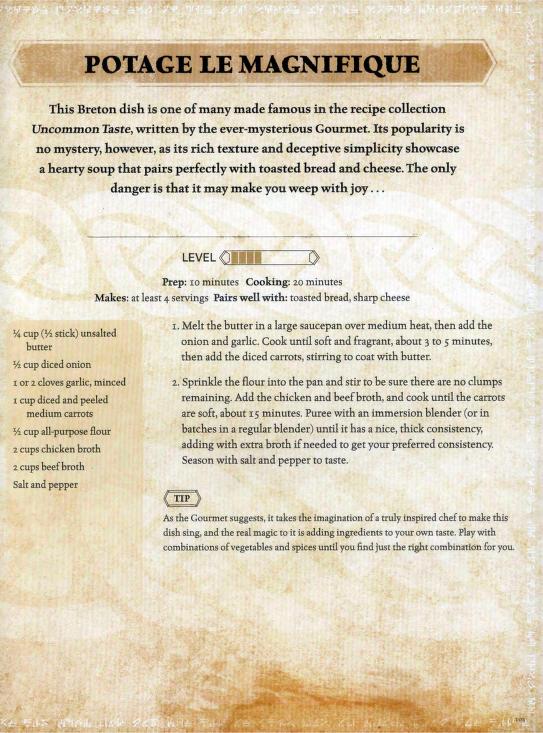 POTAGE LE MAGNIFIQUE
This Breton dish is one of many made famous in the recipe collection
Uncommon Taste, written by the ever-mysterious Gourmet. Its popularity is
no mystery, however, as its rich texture and deceptive simplicity showcase
a hearty soup that pairs perfectly with toasted bread and cheese. The only
danger is that it may make you weep with joy . . .
LEVEL
Prep: 10 minutes Cooking: 20 minutes
Makes: at least 4 servings Pairs well with: toasted bread, sharp cheese
¼ cup (½ stick) unsalted
butter
½ cup diced onion
1 or 2 cloves garlic, minced
1 cup diced and peeled
medium carrots
½ cup all-purpose flour
2 cups chicken broth
2 cups beef broth
Salt and pepper
1. Melt the butter in a large saucepan over medium heat, then add the
onion and garlic. Cook until soft and fragrant, about 3 to 5 minutes,
then add the diced carrots, stirring to coat with butter.
2. Sprinkle the flour into the pan and stir to be sure there are no clumps
remaining. Add the chicken and beef broth, and cook until the carrots
are soft, about 15 minutes. Puree with an immersion blender (or in
batches in a regular blender) until it has a nice, thick consistency,
adding with extra broth if needed to get your preferred consistency.
Season with salt and pepper to taste.
TIP
As the Gourmet suggests, it takes the imagination of a truly inspired chef to make this
dish sing, and the real magic to it is adding ingredients to your own taste. Play with
combinations of vegetables and spices until you find just the right combination for you.